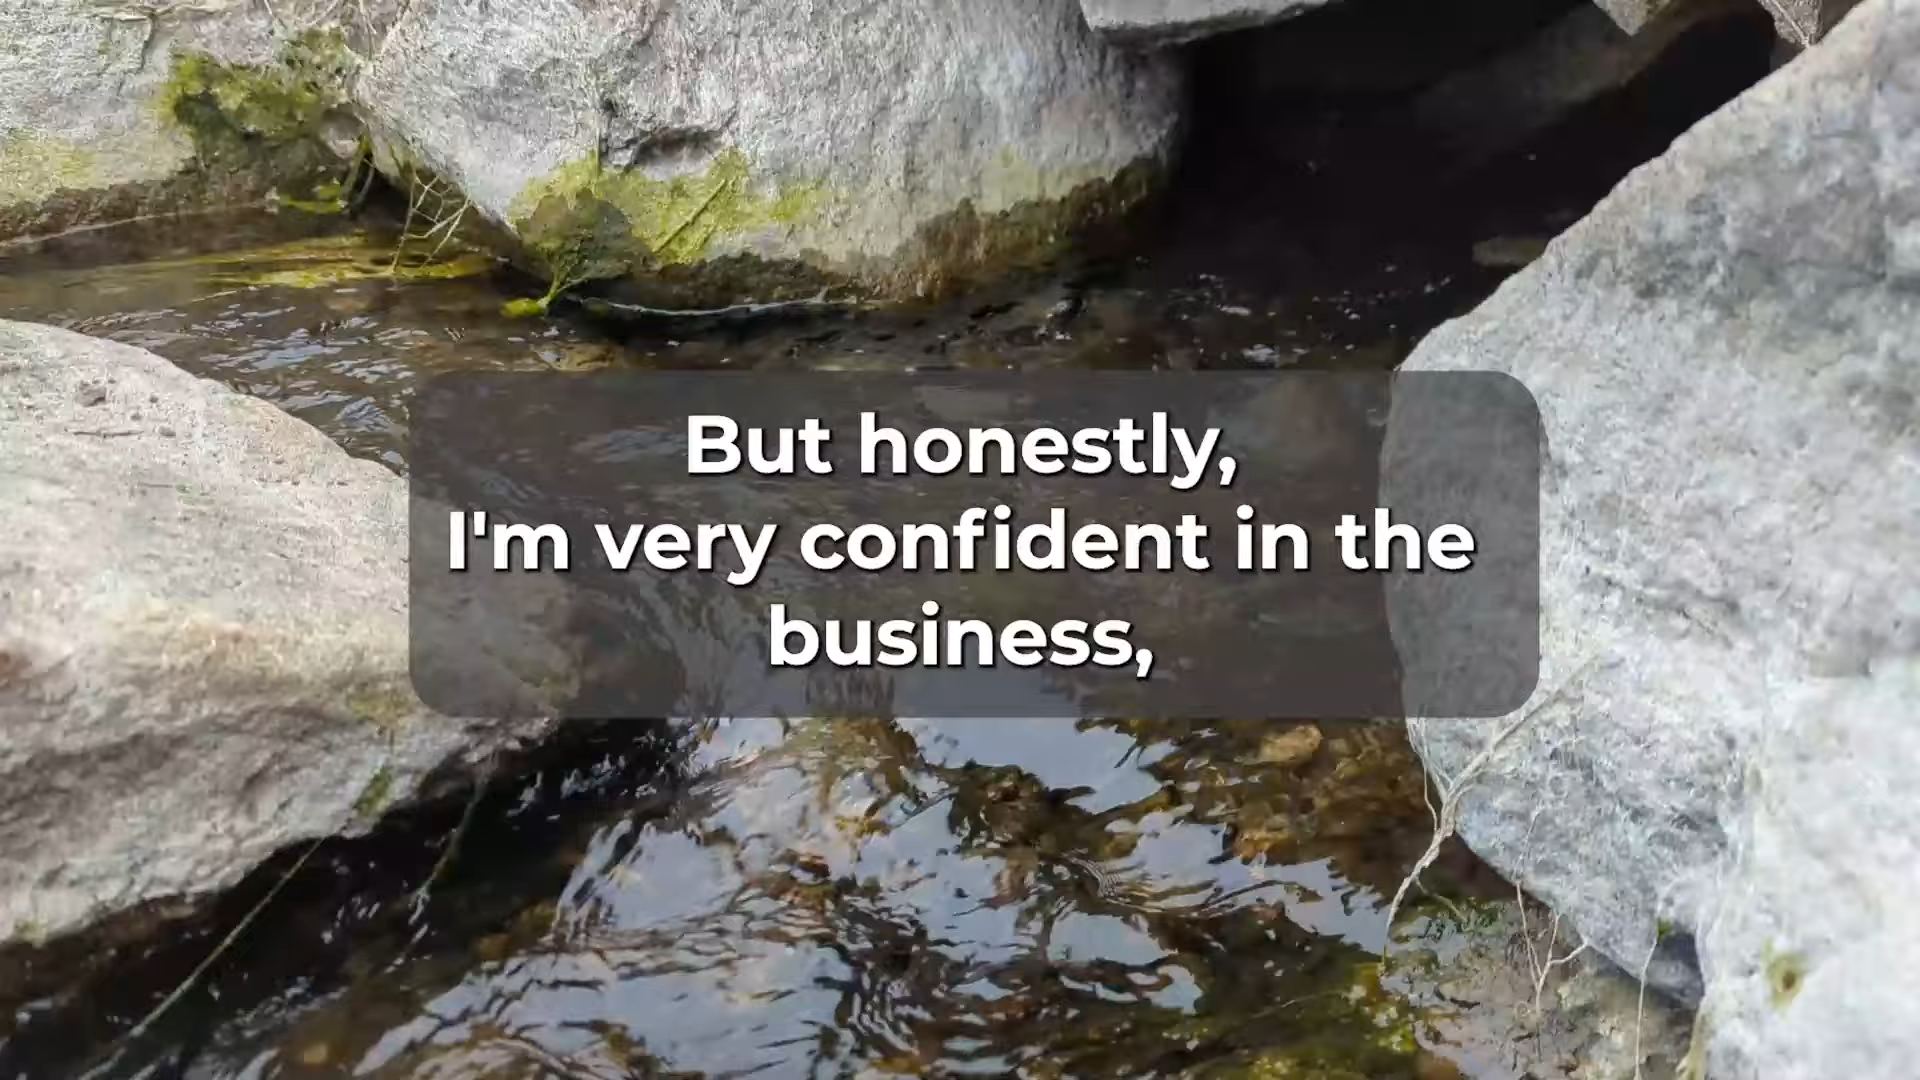 But honestly,
I'm very confident in the
business,